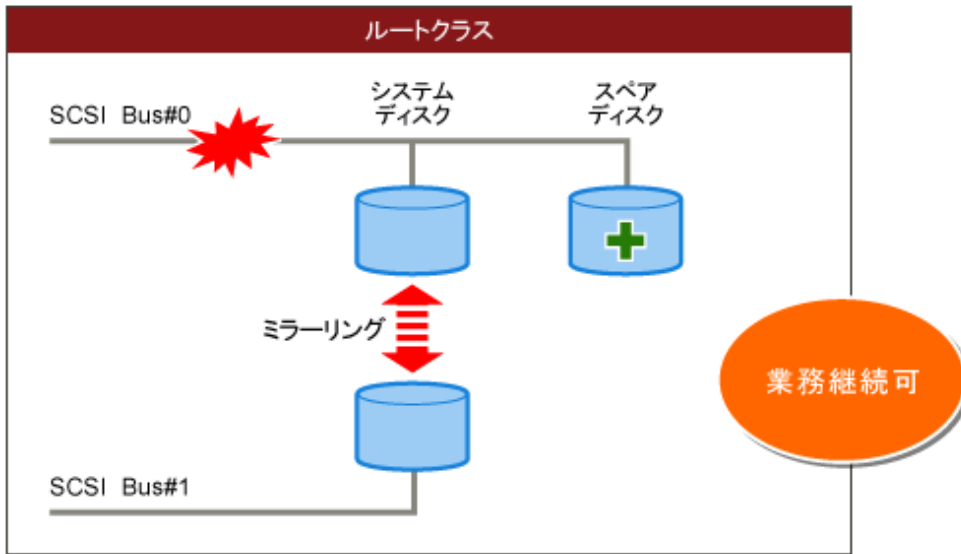 ルートクラス
SCSI Bus#0
システム
ディスク
スペア
ディスク
ミラーリング
業務継続可
SCSI Bus#1